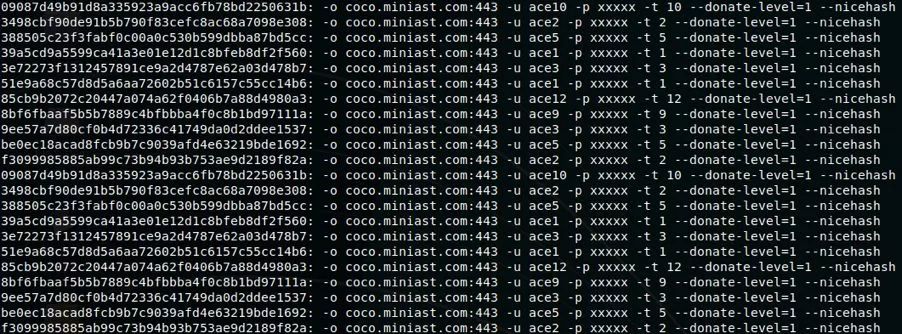 09087d49b91d8a335923a9acc6fb78bd2250631b: -o coco.miniast.com:443 -u ace10 -p xxxxx -t 10 --donate-level=1 --nicehash
3498cbf90de91b5b790f83cefc8ac68a7098e308: -o coco.miniast.com:443 -u ace2 -p xxxxx -t 2 --donate-level=1 --nicehash
388505c23f3fabf0c00a0c530b599dbba87bd5cc: -o coco.miniast.com:443 -u ace5 -p xxxxx -t 5 --donate-level=1 --nicehash
39a5cd9a5599ca41a3e01e12d1c8bfeb8df2f560: -o coco.miniast.com:443 -u ace1 -p xxxxx -t 1 --donate-level=1 --nicehash
3e72273f1312457891ce9a2d4787e62a03d478b7: -o coco.miniast.com:443 -u ace3 -p xxxxx -t 3 --donate-level=1 --nicehash
51e9a68c57d8d5a6aa72602b51c6157c55cc14b6: -o coco.miniast.com:443 -u ace1 -p xxxxx -t 1 --donate-level=1 --nicehash
85cb9b2072c20447a074a62f0406b7a88d4980a3: -o coco.miniast.com:443 -u ace12 -p xxxxx -t 12 --donate-level=1 --nicehash
8bf6fbaaf5b5b7889c4bfbbba4f0c8b1bd97111a: -o coco.miniast.com:443 -u ace9 -p xxxxx -t 9 --donate-level=1 --nicehash
9ee57a7d80cf0b4d72336c41749da0d2ddee1537: -o coco.miniast.com:443 -u ace3 -p xxxxx -t 3 --donate-level=1 --nicehash
be0ec18acad8fcb9b7c9039afd4e63219bde1692: -o coco.miniast.com:443 -u ace5 -p xxxxx -t 5 --donate-level=1 --nicehash
f3099985885ab99c73b94b93b753ae9d2189f82a: -o coco.miniast.com:443 -u ace2 -p xxxxx -t 2 --donate-level=1 --nicehash
09087d49b91d8a335923a9acc6fb78bd2250631b: -o coco.miniast.com:443 -u ace10 -p xxxxx -t 10 --donate-level=1 --nicehash
3498cbf90de91b5b790f83cefc8ac68a7098e308: -o coco.miniast.com:443 -u ace2 -p xxxxx -t 2 --donate-level=1 --nicehash
388505c23f3fabf0c00a0c530b599dbba87bd5cc: -o coco.miniast.com:443 -u ace5 -p xxxxx -t 5 --donate-level=1 --nicehash
39a5cd9a5599ca41a3e01e12d1c8bfeb8df2f560: -o coco.miniast.com:443 -u ace1 -p xxxxx -t 1 --donate-level=1 --nicehash
3e72273f1312457891ce9a2d4787e62a03d478b7: -o coco.miniast.com:443 -u ace3 -p xxxxx -t 3 --donate-level=1 --nicehash
51e9a68c57d8d5a6aa72602b51c6157c55cc14b6: -o coco.miniast.com:443 -u ace1 -p xxxxx -t 1 --donate-level=1 --nicehash
85cb9b2072c20447a074a62f0406b7a88d4980a3: -o coco.miniast.com:443 -u ace12 -p xxxxx -t 12 --donate-level=1 --nicehash
8bf6fbaaf5b5b7889c4bfbbba4f0c8b1bd97111a: -o coco.miniast.com:443 -u ace9 -p xxxxx -t 9 --donate-level=1 --nicehash
9ee57a7d80cf0b4d72336c41749da0d2ddee1537: -o coco.miniast.com:443 -u ace3 -p xxxxx -t 3 --donate-level=1 --nicehash
be0ec18acad8fcb9b7c9039afd4e63219bde1692: -o coco.miniast.com:443 -u ace5 -p xxxxx -t 5 --donate-level=1 --nicehash
f3099985885ab99c73b94b93b753ae9d2189f82a: -o coco.miniast.com:443 -u ace2 -p xxxxx -t 2 --donate-level=1 --nicehash